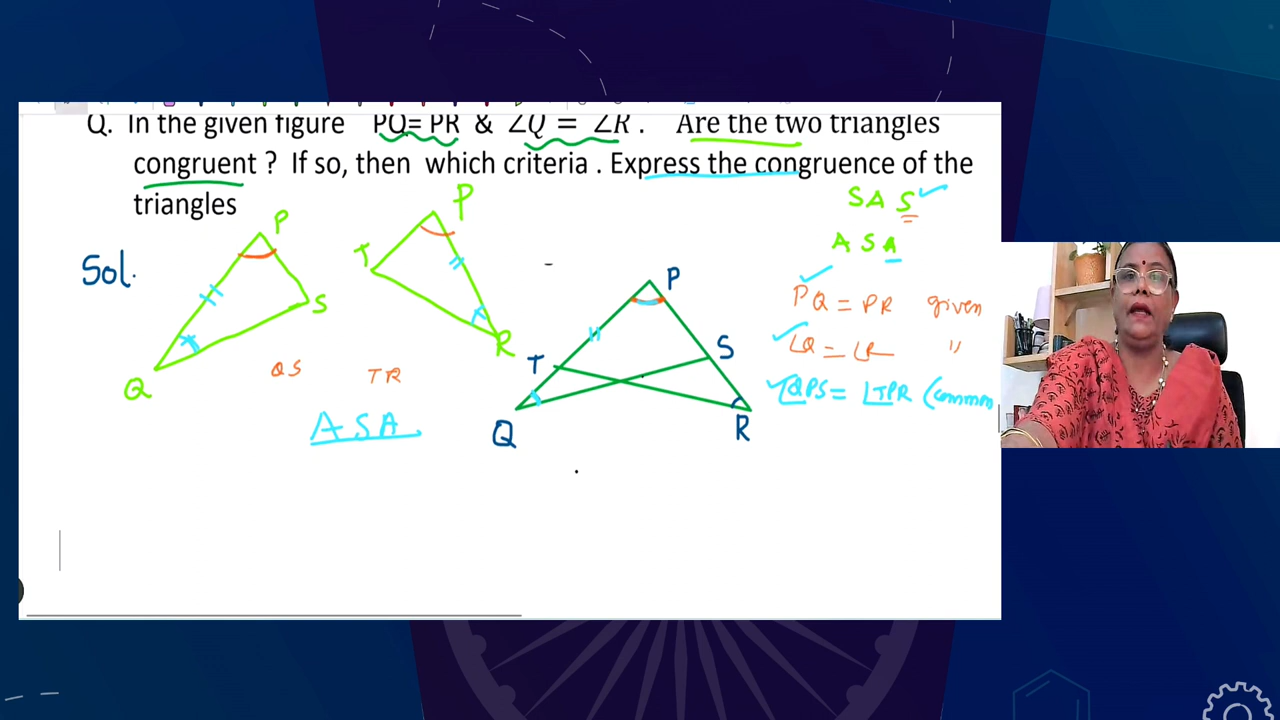 Q. In the given figure PQ= PR & ∠Q = ∠R . Are the two triangles
congruent ? If so, then which criteria . Express the congruence of the
triangles
Sol.
P
Q
S
QS
P
T
R
TR
ASA
P
T
S
Q
R
SAS
ASA
PQ = PR given
∠Q = ∠R "
∠QPS = ∠TPR (common